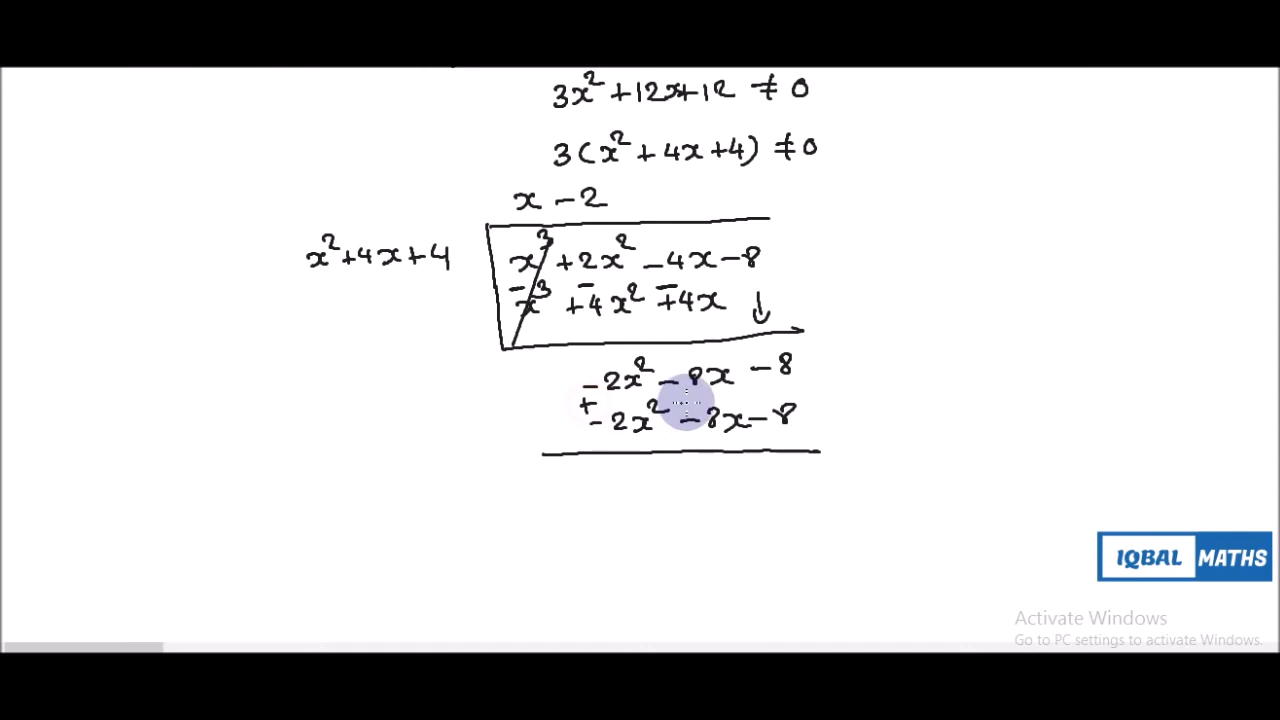 3x² +12x+12 ≠ 0
3(x² + 4x +4) ≠ 0
x - 2
x²+4x+4
x³ +2x² -4x -8
- - -
x³ +4x² +4x ↓
-2x² -8x -8
+
-2x² -8x -8
IQBAL MATHS
Activate Windows
Go to PC settings to activate Windows.